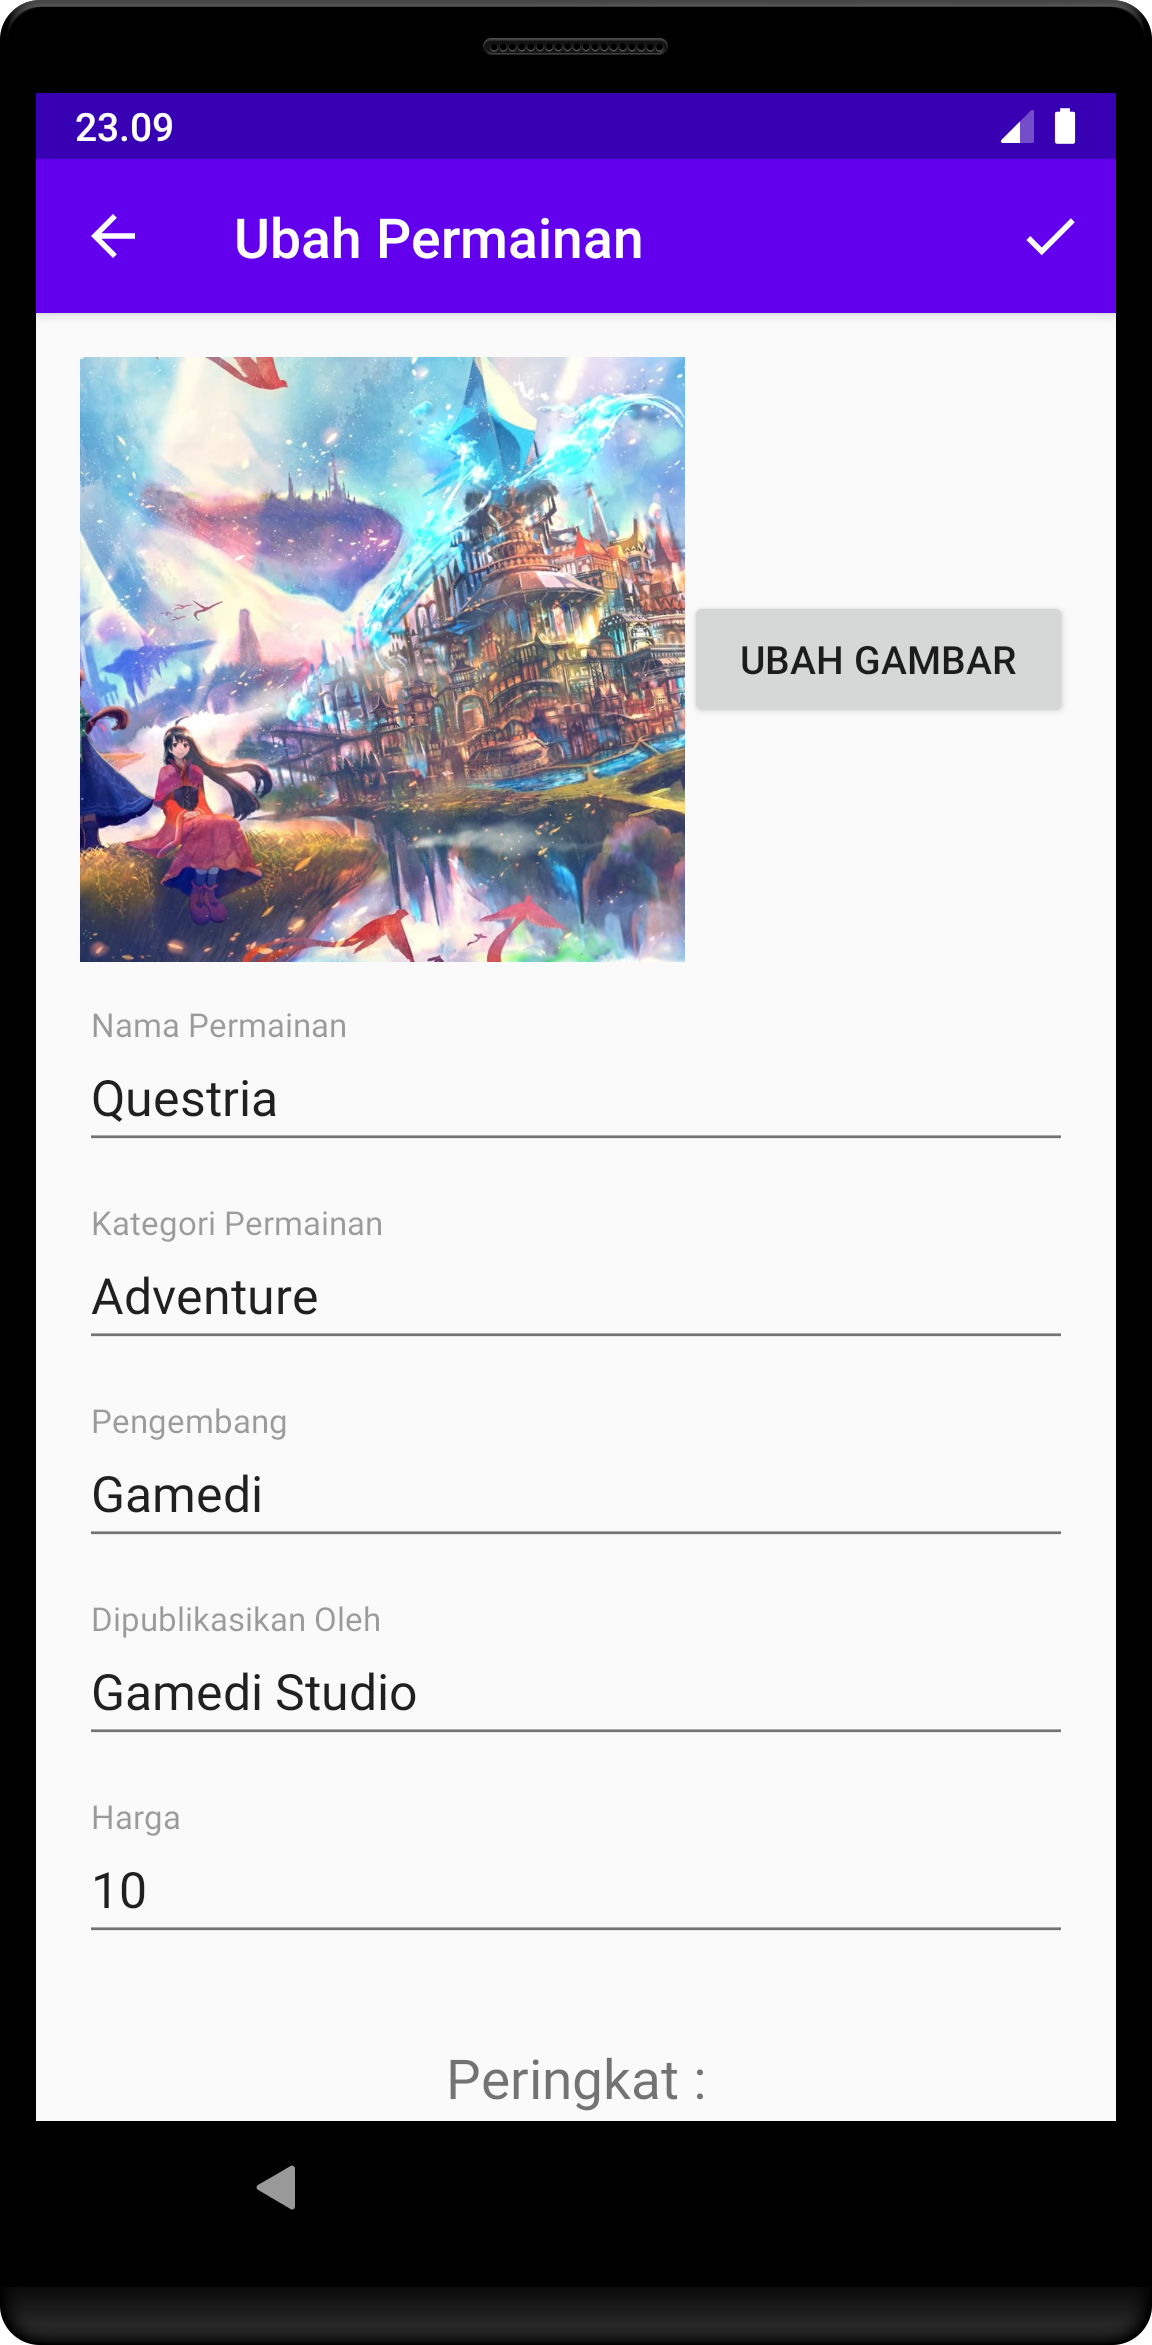 23.09
Ubah Permainan
UBAH GAMBAR
Nama Permainan
Questria
Kategori Permainan
Adventure
Pengembang
Gamedi
Dipublikasikan Oleh
Gamedi Studio
Harga
10
Peringkat :